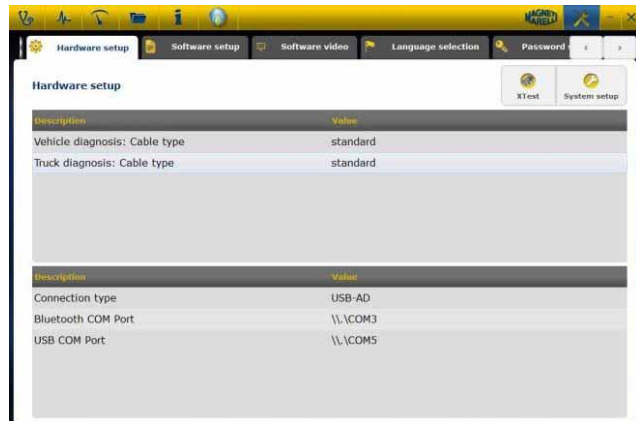 MAGNETI
MARELLI
Hardware setup
Software setup
Software video
Language selection
Password
Hardware setup
XTest
System setup
Description Value
Vehicle diagnosis: Cable type standard
Truck diagnosis: Cable type standard
Description Value
Connection type USB-AD
Bluetooth COM Port \\.\COM3
USB COM Port \\.\COM5